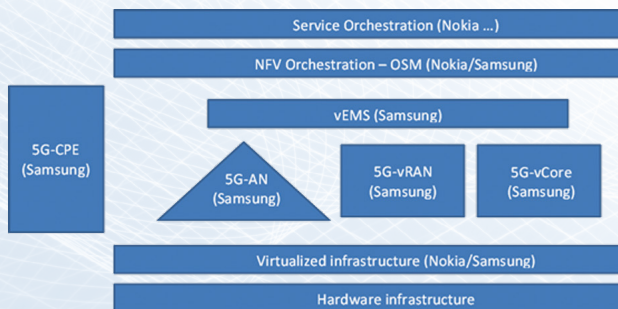 Service Orchestration (Nokia ...)
NFV Orchestration – OSM (Nokia/Samsung)
vEMS (Samsung)
5G-CPE
(Samsung)
5G-AN
(Samsung)
5G-vRAN
(Samsung)
5G-vCore
(Samsung)
Virtualized infrastructure (Nokia/Samsung)
Hardware infrastructure